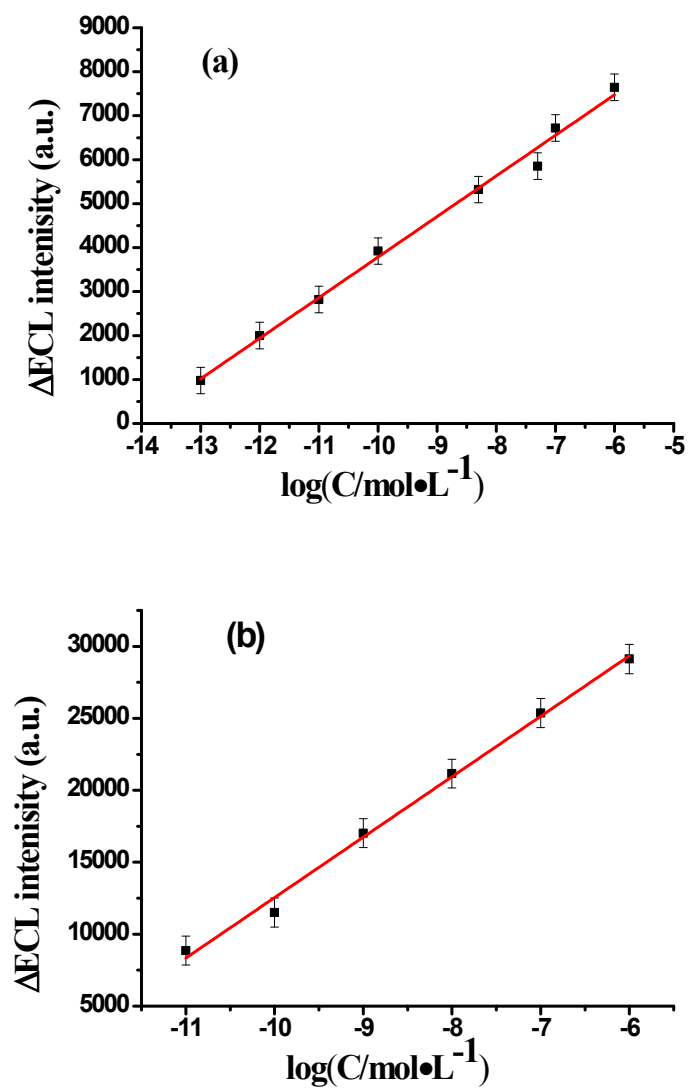 (a)
ΔECL intenisity (a.u.)
9000
8000
7000
6000
5000
4000
3000
2000
1000
0
-14 -13 -12 -11 -10 -9 -8 -7 -6 -5
log(C/mol•L-1)
(b)
ΔECL intenisity (a.u.)
30000
25000
20000
15000
10000
5000
-11 -10 -9 -8 -7 -6
log(C/mol•L-1)